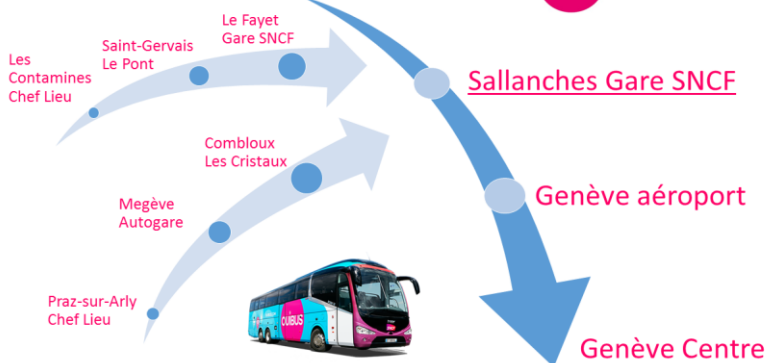 Le Fayet
Gare SNCF
Saint-Gervais
Le Pont
Les
Contamines
Chef Lieu
Sallanches Gare SNCF
Combloux
Les Cristaux
Genève aéroport
Megève
Autogare
Praz-sur-Arly
Chef Lieu
OUIBUS
Genève Centre